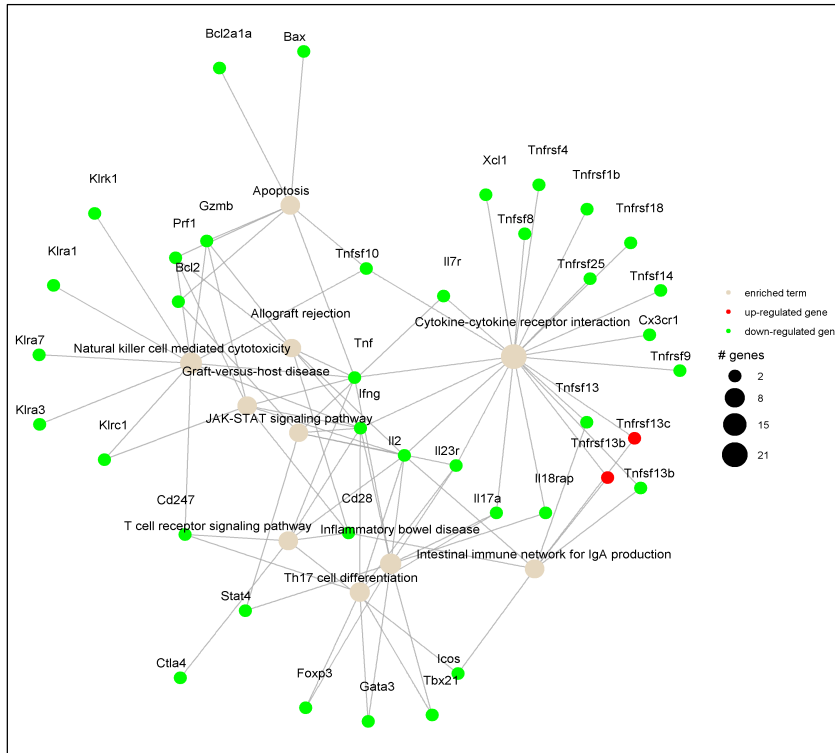 Bcl2a1a
Bax
Tnfrsf4
Xcl1
Tnfrsf1b
Klrk1
Apoptosis
Gzmb
Tnfsf8
Tnfrsf18
Prf1
Klra1
Tnfsf10
Il7r
Tnfrsf25
Bcl2
Tnfsf14
enriched term
Allograft rejection
up-regulated gene
Cytokine-cytokine receptor interaction
Cx3cr1
Klra7
down-regulated gen
Natural killer cell mediated cytotoxicity
Tnf
Tnfrsf9
# genes
Graft-versus-host disease
2
Klra3
Ifng
Tnfsf13
8
Klrc1
JAK-STAT signaling pathway
Tnfrsf13c
15
Il2
Il23r
Tnfrsf13b
21
Il18rap
Tnfsf13b
Cd247
Cd28
Il17a
T cell receptor signaling pathway
Inflammatory bowel disease
Intestinal immune network for IgA production
Th17 cell differentiation
Stat4
Ctla4
Icos
Foxp3
Gata3
Tbx21